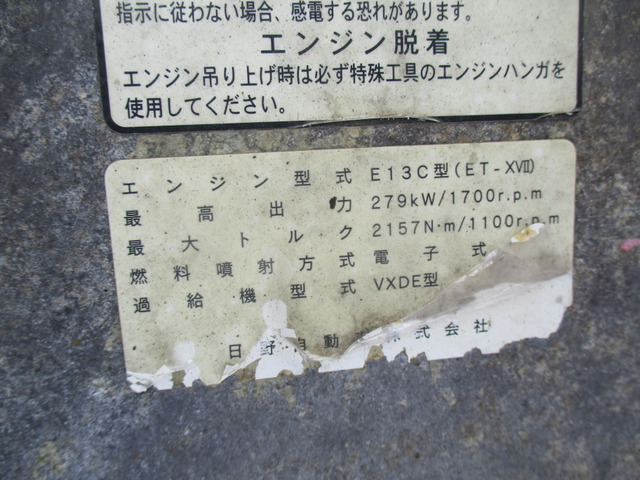 指示に従わない場合、感電する恐れがあります。
エンジン脱着
エンジン吊り上げ時は必ず特殊工具のエンジンハンガを
使用してください。
エンジン型式 E13C型(ET-XVII)
最高出力 279kW/1700r.p.m
最大トルク 2157N·m/1100r.p.m
燃料噴射方式 電子式
過給機型式 VXDE型
日野自動 株式会社